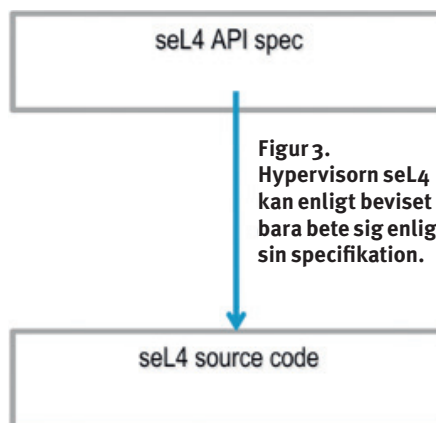 seL4 API spec
Figur 3.
Hypervisorn seL4
kan enligt beviset
bara bete sig enlig
sin specifikation.
seL4 source code